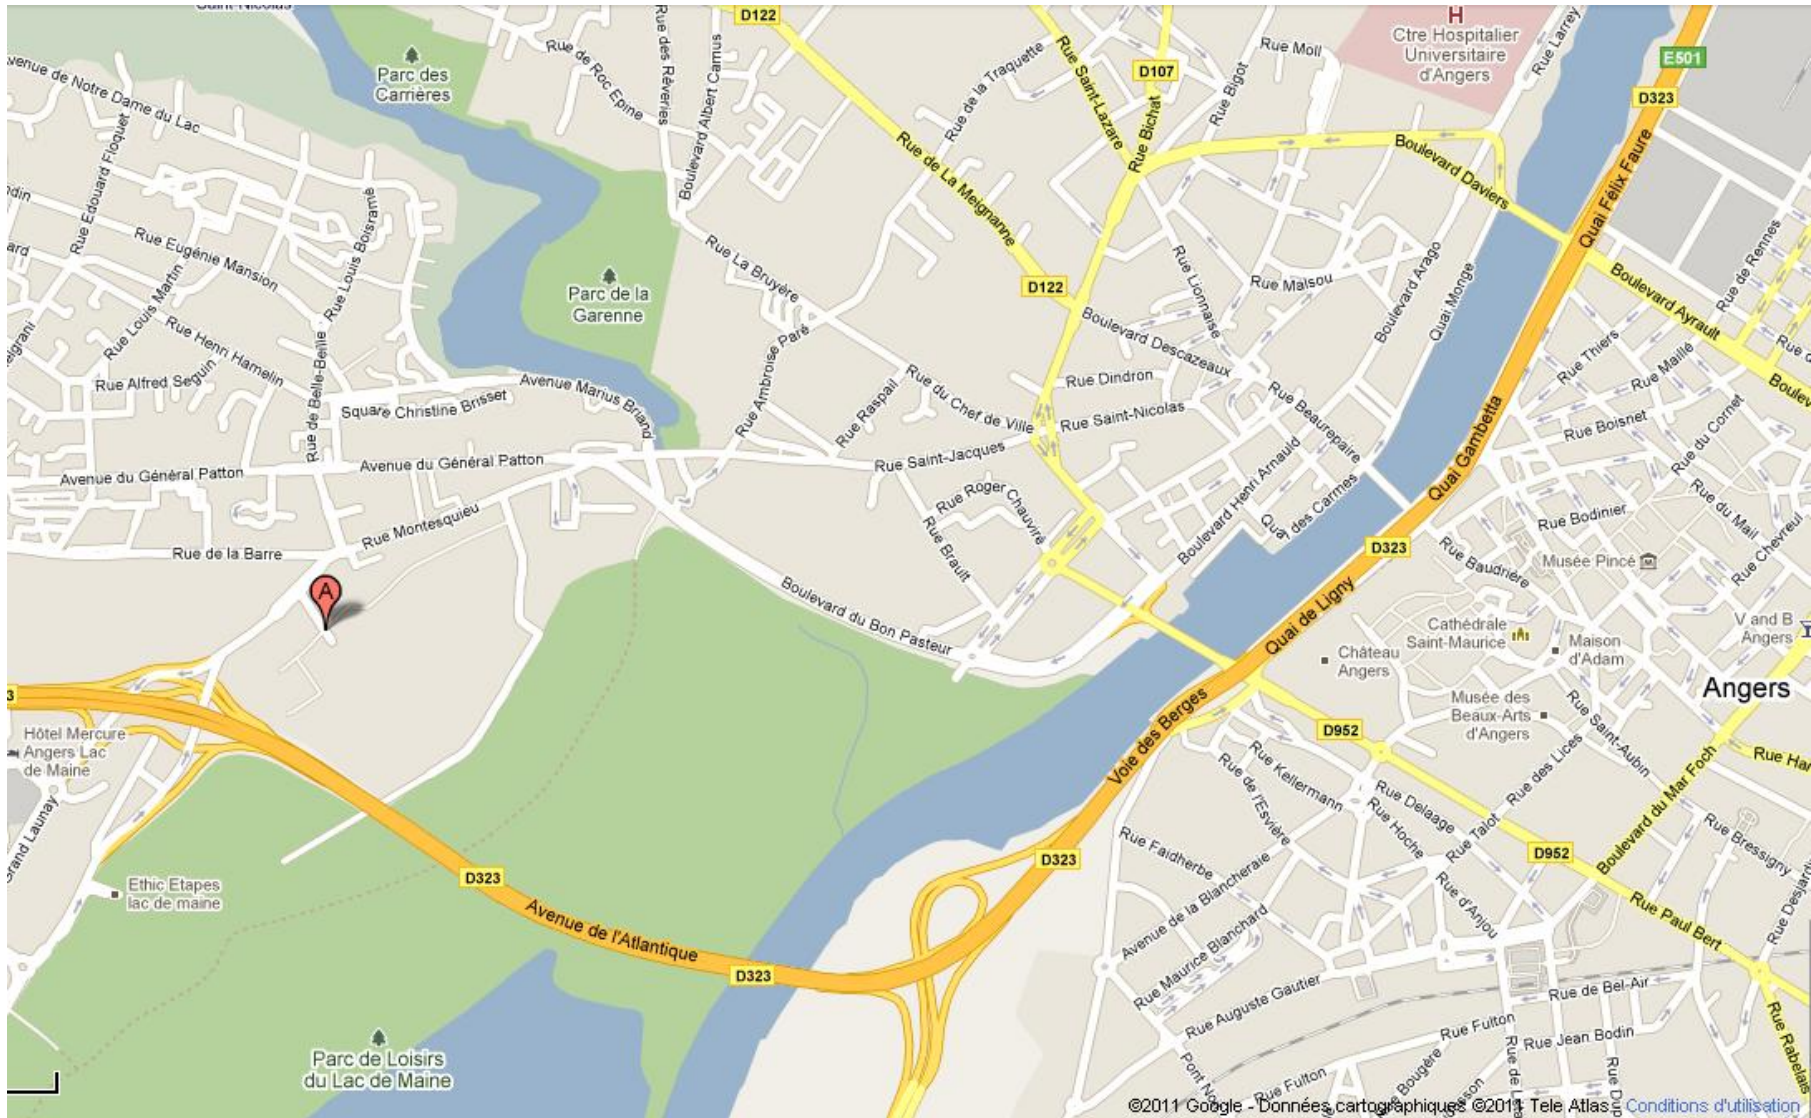 Saint-Nicolas
D122
H
Ctre Hospitalier
Universitaire
d'Angers
E501
D323
Parc des
Carrières
Rue de Roc Epine
Rue des Rêveries
Boulevard Albert Camus
Rue de la Traquette
Rue Saint-Lazare
D107
Rue Bichat
Rue Bigot
Rue Moll
Rue Larrey
Avenue de Notre Dame du Lac
Rue Edouard Floquet
Rue de La Meignanne
Boulevard Daviers
Quai Félix Faure
Rue Eugénie Mansion
Rue Louis Boisramé
Rue Louis Martin
Rue La Bruyère
Parc de la
Garenne
D122
Rue Lionnaise
Rue Malsou
Boulevard Arago
Quai Monge
Boulevard Ayrault
Rue de Rennes
Rue Henri Hamelin
Rue de Belle-Beille
Rue Alfred Seguin
Square Christine Brisset
Avenue Marius Briand
Rue Ambroise Paré
Rue Raspail
Rue du Chef de Ville
Boulevard Descazeaux
Rue Dindron
Rue Saint-Nicolas
Rue Beaurepaire
Rue Thiers
Rue Maillé
Rue Boisnet
Rue du Cornet
Quai Gambetta
Avenue du Général Patton
Avenue du Général Patton
Rue Saint-Jacques
Rue Roger Chauviré
Rue Brault
Boulevard Henri Arnauld
Quai des Carmes
Rue Montesquieu
Rue de la Barre
D323
Rue Baudrière
Rue Bodinier
Rue du Mail
Rue Chevreul
Musée Pincé
A
Boulevard du Bon Pasteur
Quai de Ligny
Cathédrale
Saint-Maurice
Château
Angers
Maison
d'Adam
V and B
Angers
Angers
Musée des
Beaux-Arts
d'Angers
Rue Saint-Aubin
Voie des Berges
D952
Hôtel Mercure
Angers Lac
de Maine
Rue Kellermann
Rue de l'Esvière
Rue Delaage
Rue Hoche
Rue Talot
Rue des Lices
Boulevard du Mar Foch
Rue Bressigny
Grand Launay
D323
D323
Rue Faidherbe
D952
Ethic Etapes
lac de maine
Avenue de l'Atlantique
D323
Avenue de la Blancheraie
Rue Maurice Blanchard
Rue d'Anjou
Rue Paul Bert
Rue Auguste Gautier
Rue de Bel-Air
Rue Fulton
Rue Jean Bodin
Rue Rabelais
Parc de Loisirs
du Lac de Maine
Rue Fulton
Rue Bougère
©2011 Google - Données cartographiques ©2011 Tele Atlas Conditions d'utilisation